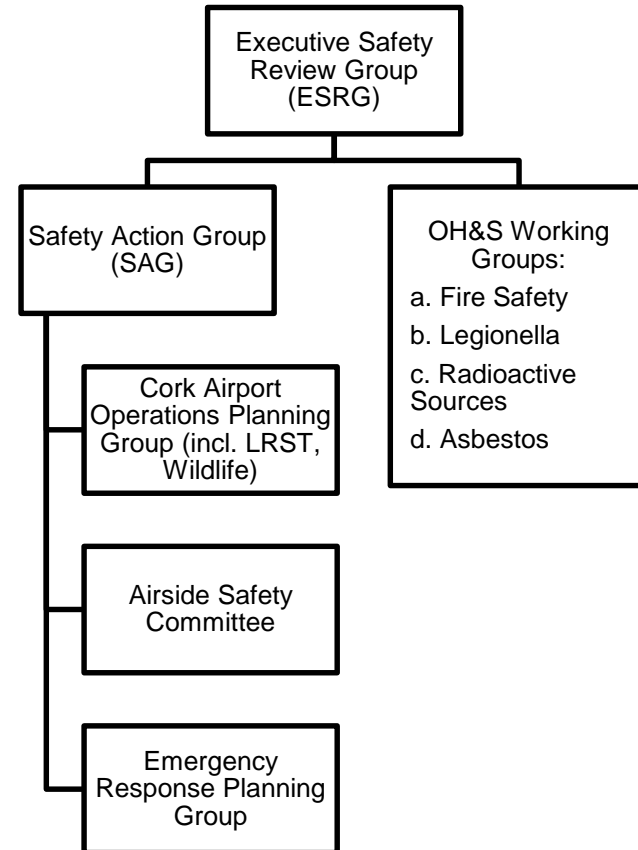 Executive Safety
Review Group
(ESRG)
Safety Action Group
(SAG)
OH&S Working
Groups:
a. Fire Safety
b. Legionella
c. Radioactive
Sources
d. Asbestos
Cork Airport
Operations Planning
Group (incl. LRST,
Wildlife)
Airside Safety
Committee
Emergency
Response Planning
Group